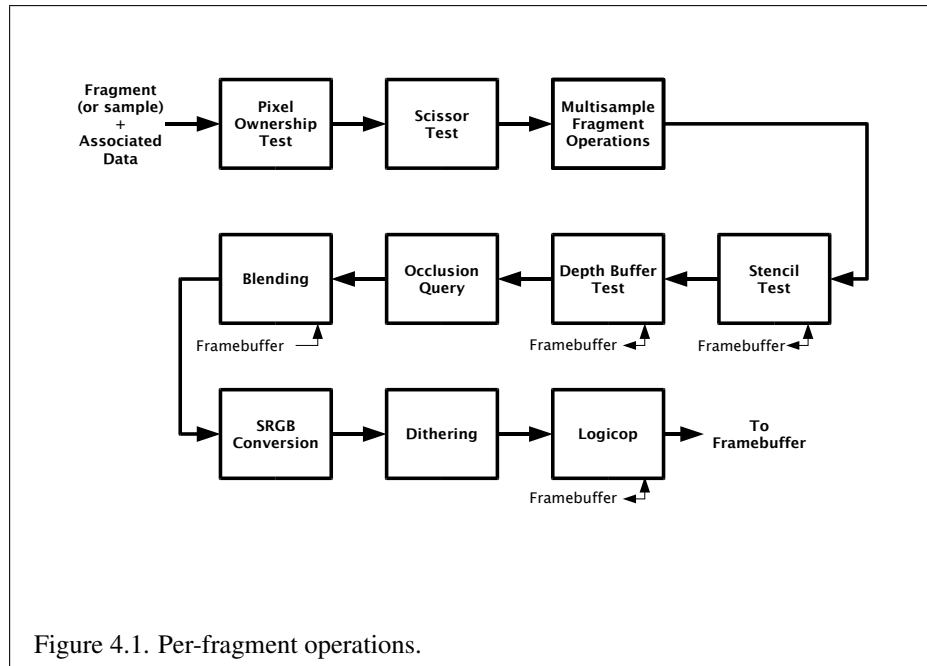 Fragment
(or sample)
+
Associated
Data
Pixel
Ownership
Test
Scissor
Test
Multisample
Fragment
Operations
Stencil
Test
Framebuffer
Depth Buffer
Test
Framebuffer
Occlusion
Query
Blending
Framebuffer
SRGB
Conversion
Dithering
Logicop
Framebuffer
To
Framebuffer
Figure 4.1. Per-fragment operations.